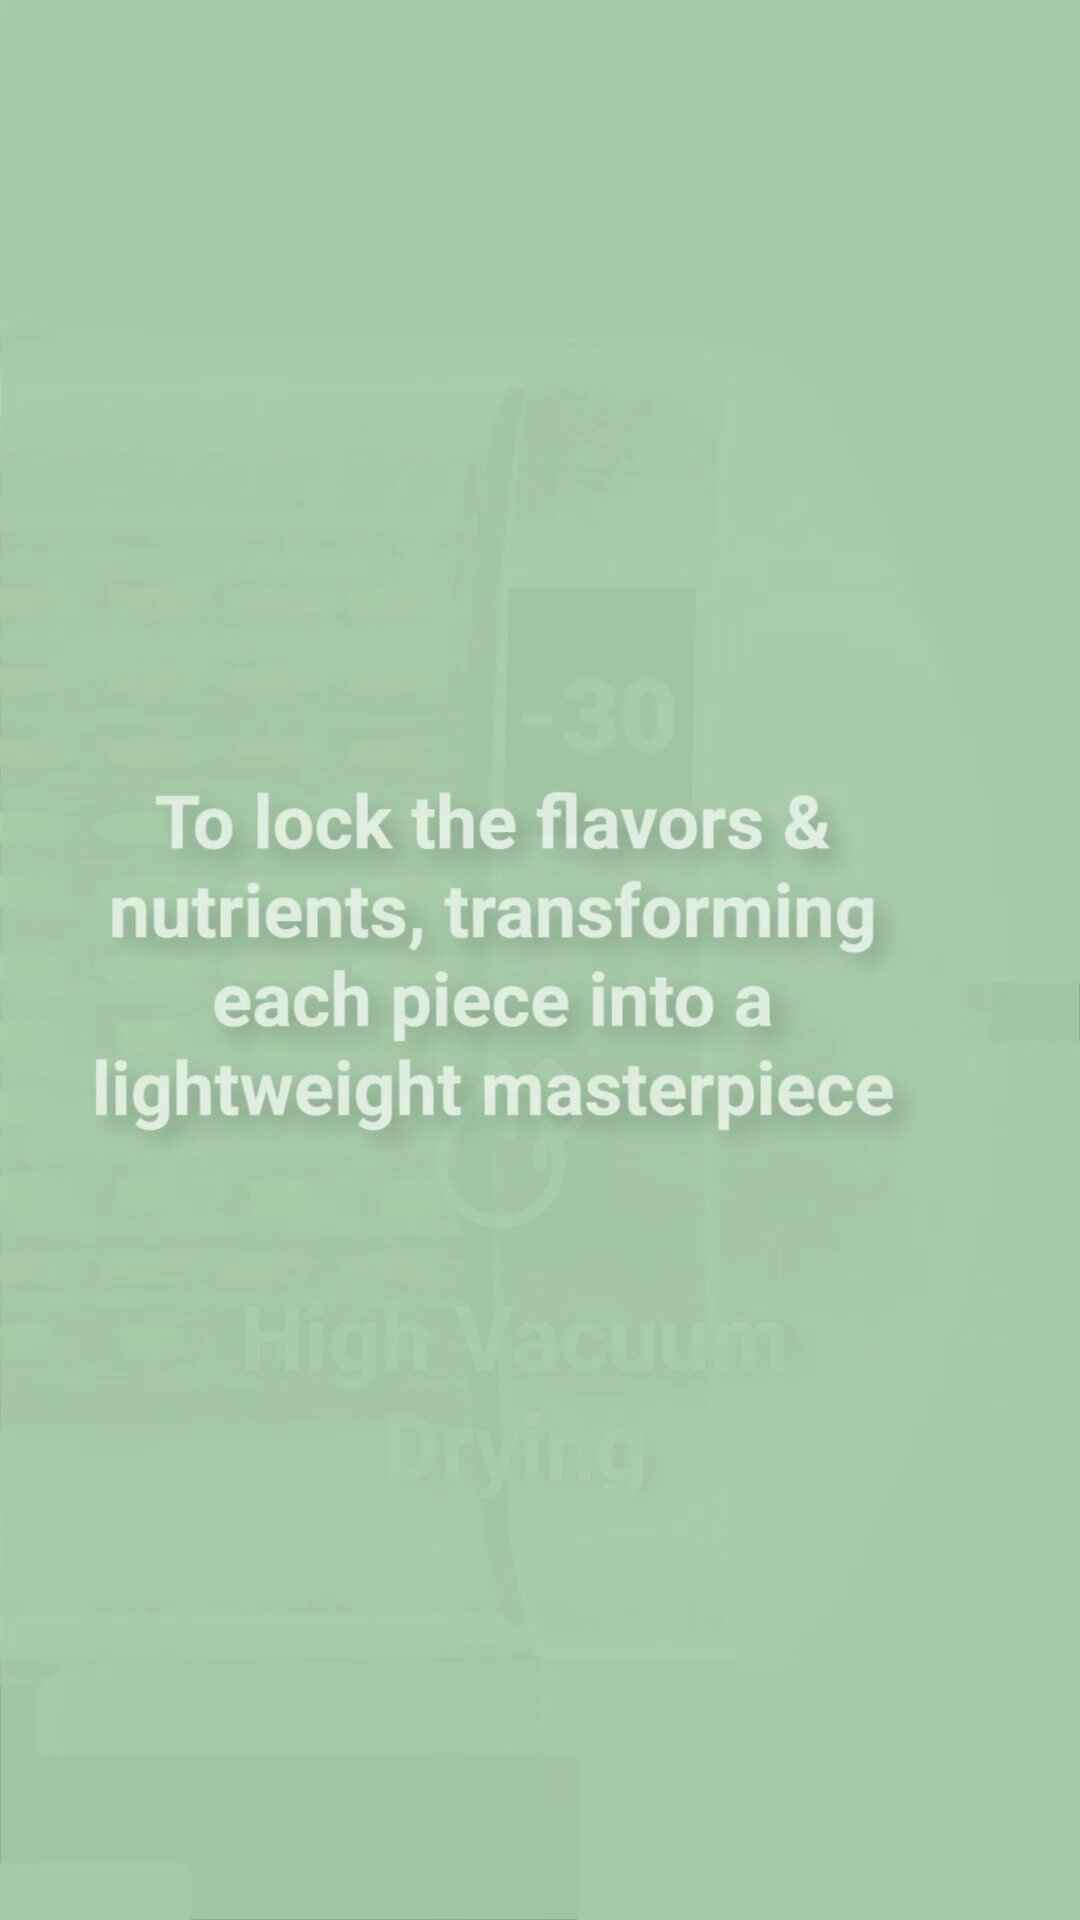 -30
To lock the flavors &
nutrients, transforming
each piece into a
lightweight masterpiece
High Vacuum
Drying